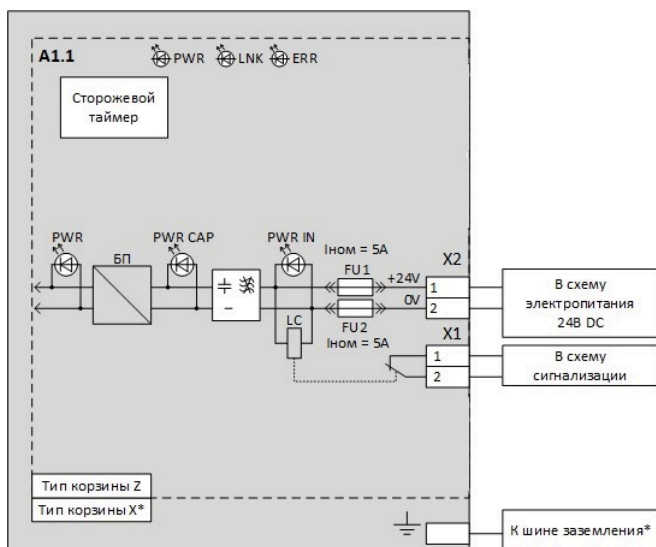 A1.1
PWR LNK ERR
Сторожевой
таймер
PWR
БП
PWR CAP
PWR IN
Iном = 5А
FU1
+24V
0V
FU2
Iном = 5А
LC
X2
1
2
В схему
электропитания
24В DC
X1
1
2
В схему
сигнализации
Тип корзины Z
Тип корзины X*
К шине заземления*